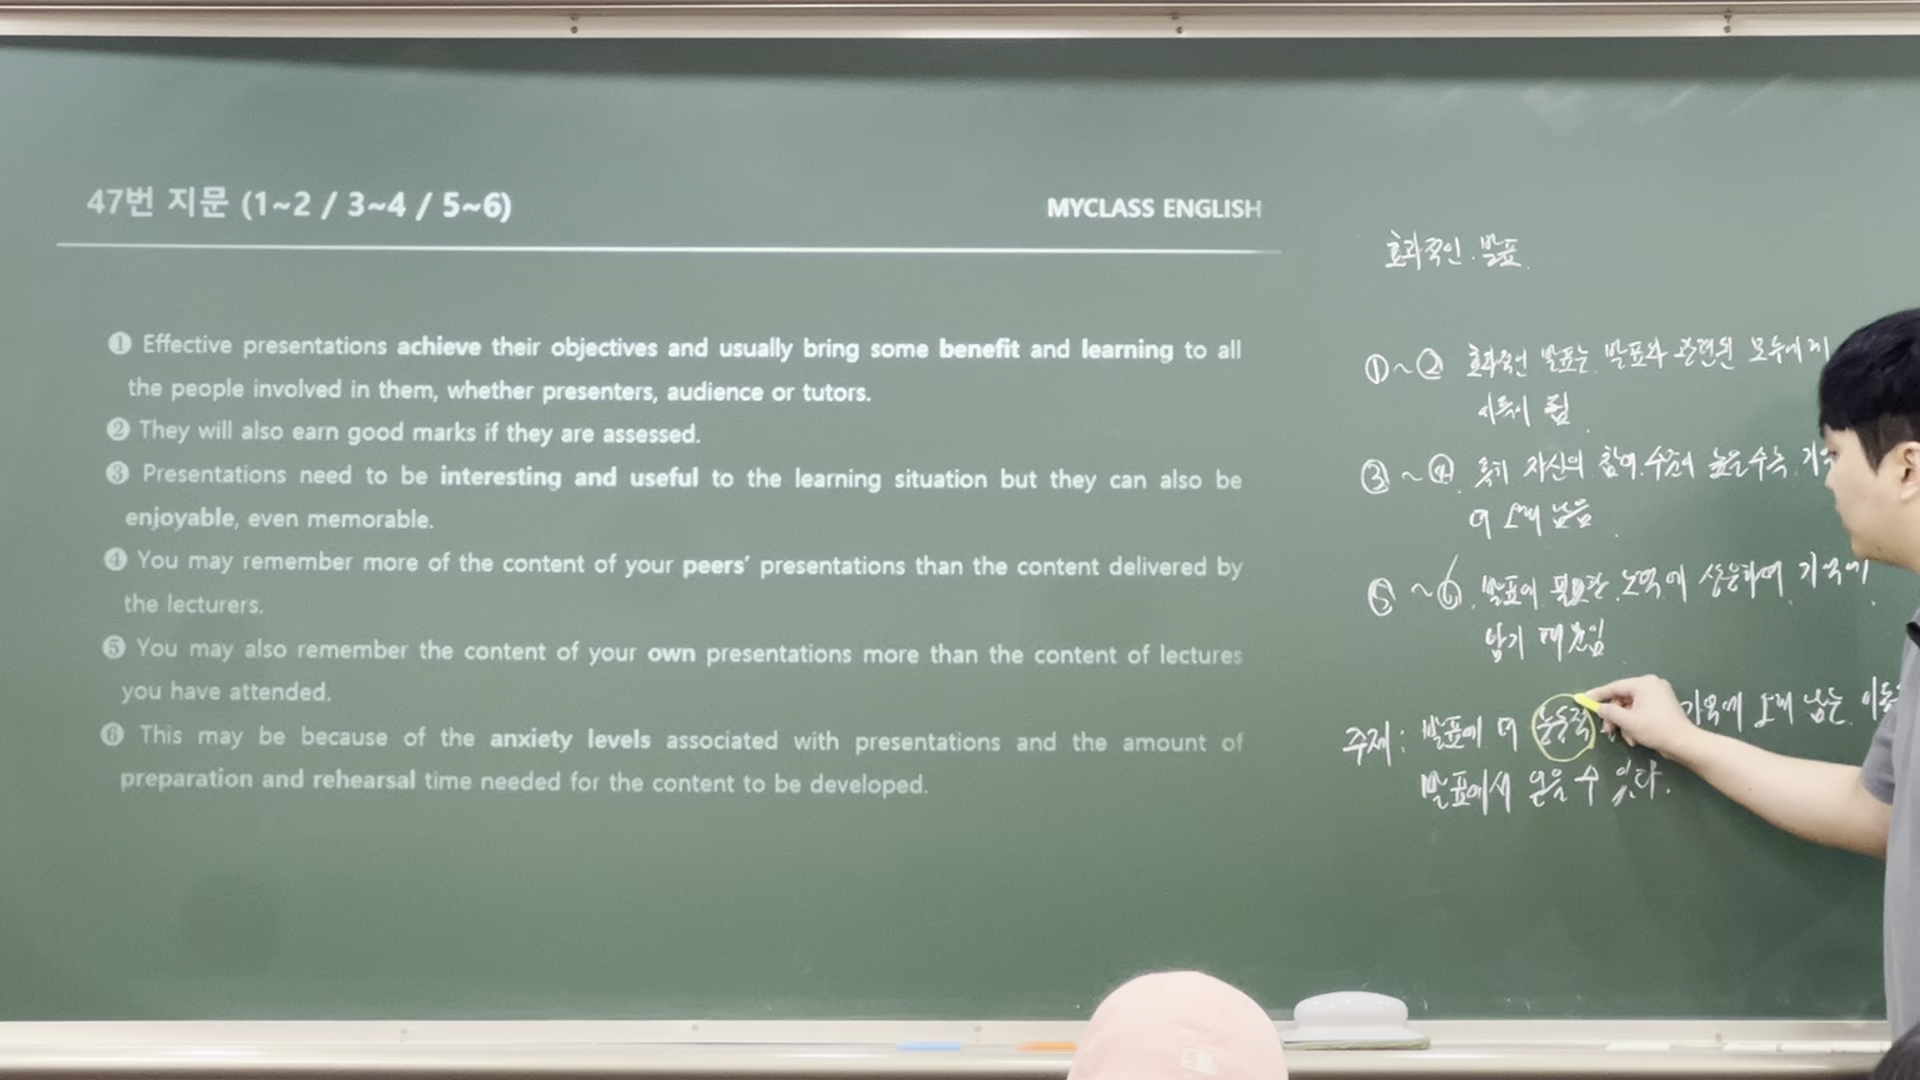 47번 지문 (1~2 / 3~4 / 5~6)
MYCLASS ENGLISH
❶ Effective presentations achieve their objectives and usually bring some benefit and learning to all
the people involved in them, whether presenters, audience or tutors.
❷ They will also earn good marks if they are assessed.
❸ Presentations need to be interesting and useful to the learning situation but they can also be
enjoyable, even memorable.
❹ You may remember more of the content of your peers’ presentations than the content delivered by
the lecturers.
❺ You may also remember the content of your own presentations more than the content of lectures
you have attended.
❻ This may be because of the anxiety levels associated with presentations and the amount of
preparation and rehearsal time needed for the content to be developed.
효과적인 발표.
①~② 효과적인 발표는 발표와 관련된 모두에게
이득이 됨.
③~④. 특히 자신의 참여 수준이 높을수록
더 오래 남음.
⑤~⑥. 발표에 필요한 노력에 상응하여 기억에
남기 때문임
주제: 발표에 더 능동적 기억에 오래 남는
발표에서 얻을 수 있다.